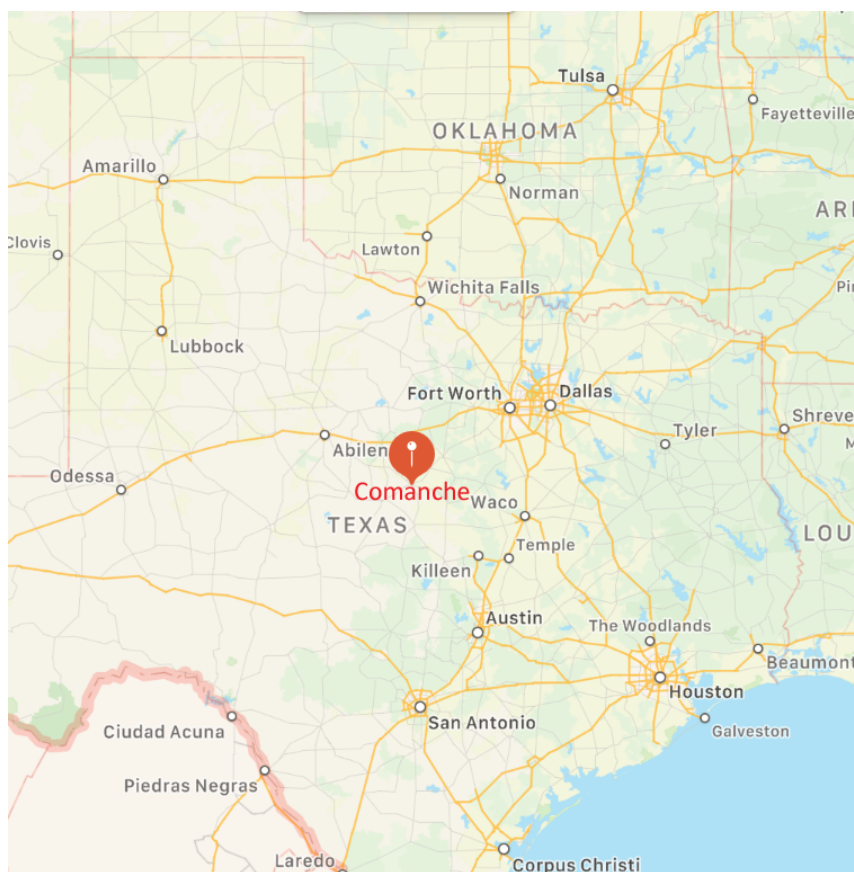 Tulsa
Fayetteville
OKLAHOMA
Amarillo
Norman
ARI
Clovis
Lawton
Wichita Falls
Pin
Lubbock
Fort Worth
Dallas
Shreve
Abilen
Tyler
M
Odessa
Comanche
Waco
TEXAS
LOU
Temple
Killeen
Austin
The Woodlands
Beaumont
Houston
San Antonio
Galveston
Ciudad Acuna
Piedras Negras
Laredo
Corpus Christi